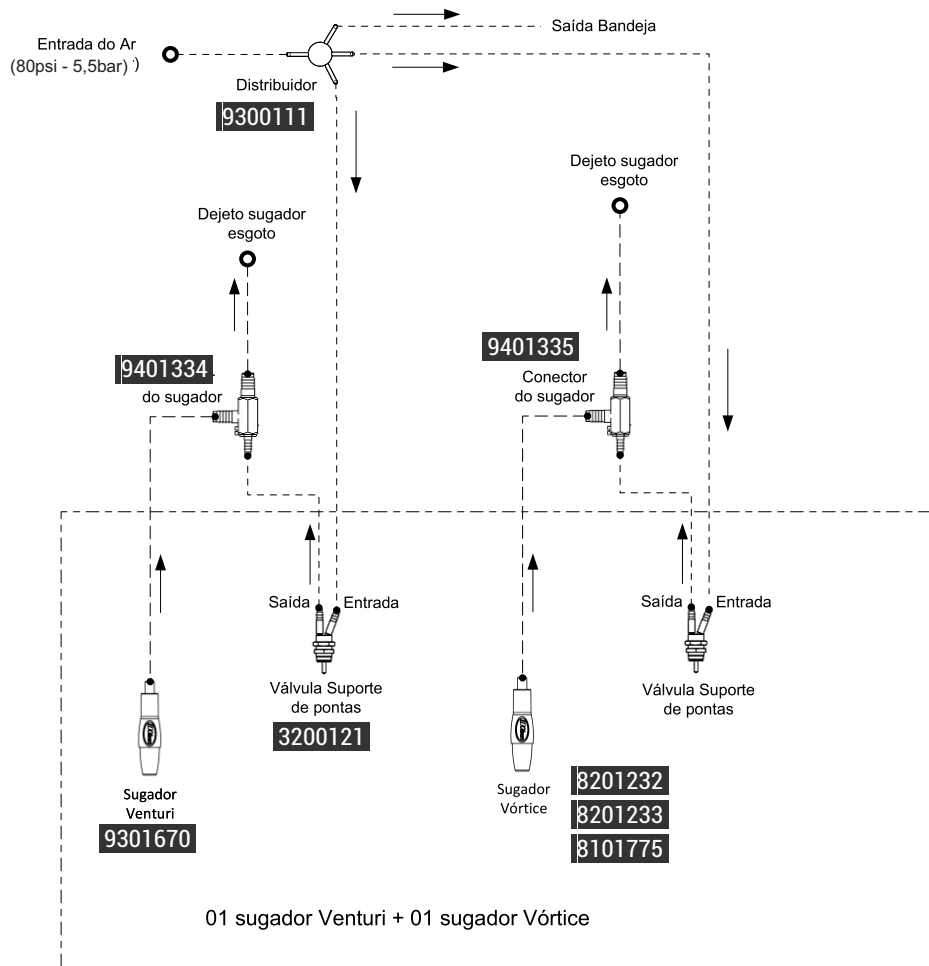 Saída Bandeja
Entrada do Ar
(80psi - 5,5bar) )
Distribuidor
9300111
Dejeto sugador
esgoto
Dejeto sugador
esgoto
9401334
do sugador
9401335
Conector
do sugador
Saída
Entrada
Válvula Suporte
de pontas
3200121
Saída
Entrada
Válvula Suporte
de pontas
Sugador
Venturi
9301670
Sugador
Vórtice
8201232
8201233
8101775
01 sugador Venturi + 01 sugador Vórtice